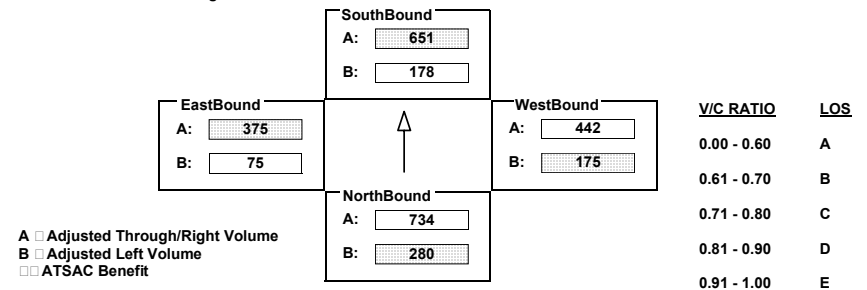 SouthBound
A: 651
B: 178
EastBound
A: 375
B: 75
WestBound
A: 442
B: 175
NorthBound
A: 734
B: 280
A □ Adjusted Through/Right Volume
B □ Adjusted Left Volume
□□ ATSAC Benefit
V/C RATIO LOS
0.00 - 0.60 A
0.61 - 0.70 B
0.71 - 0.80 C
0.81 - 0.90 D
0.91 - 1.00 E